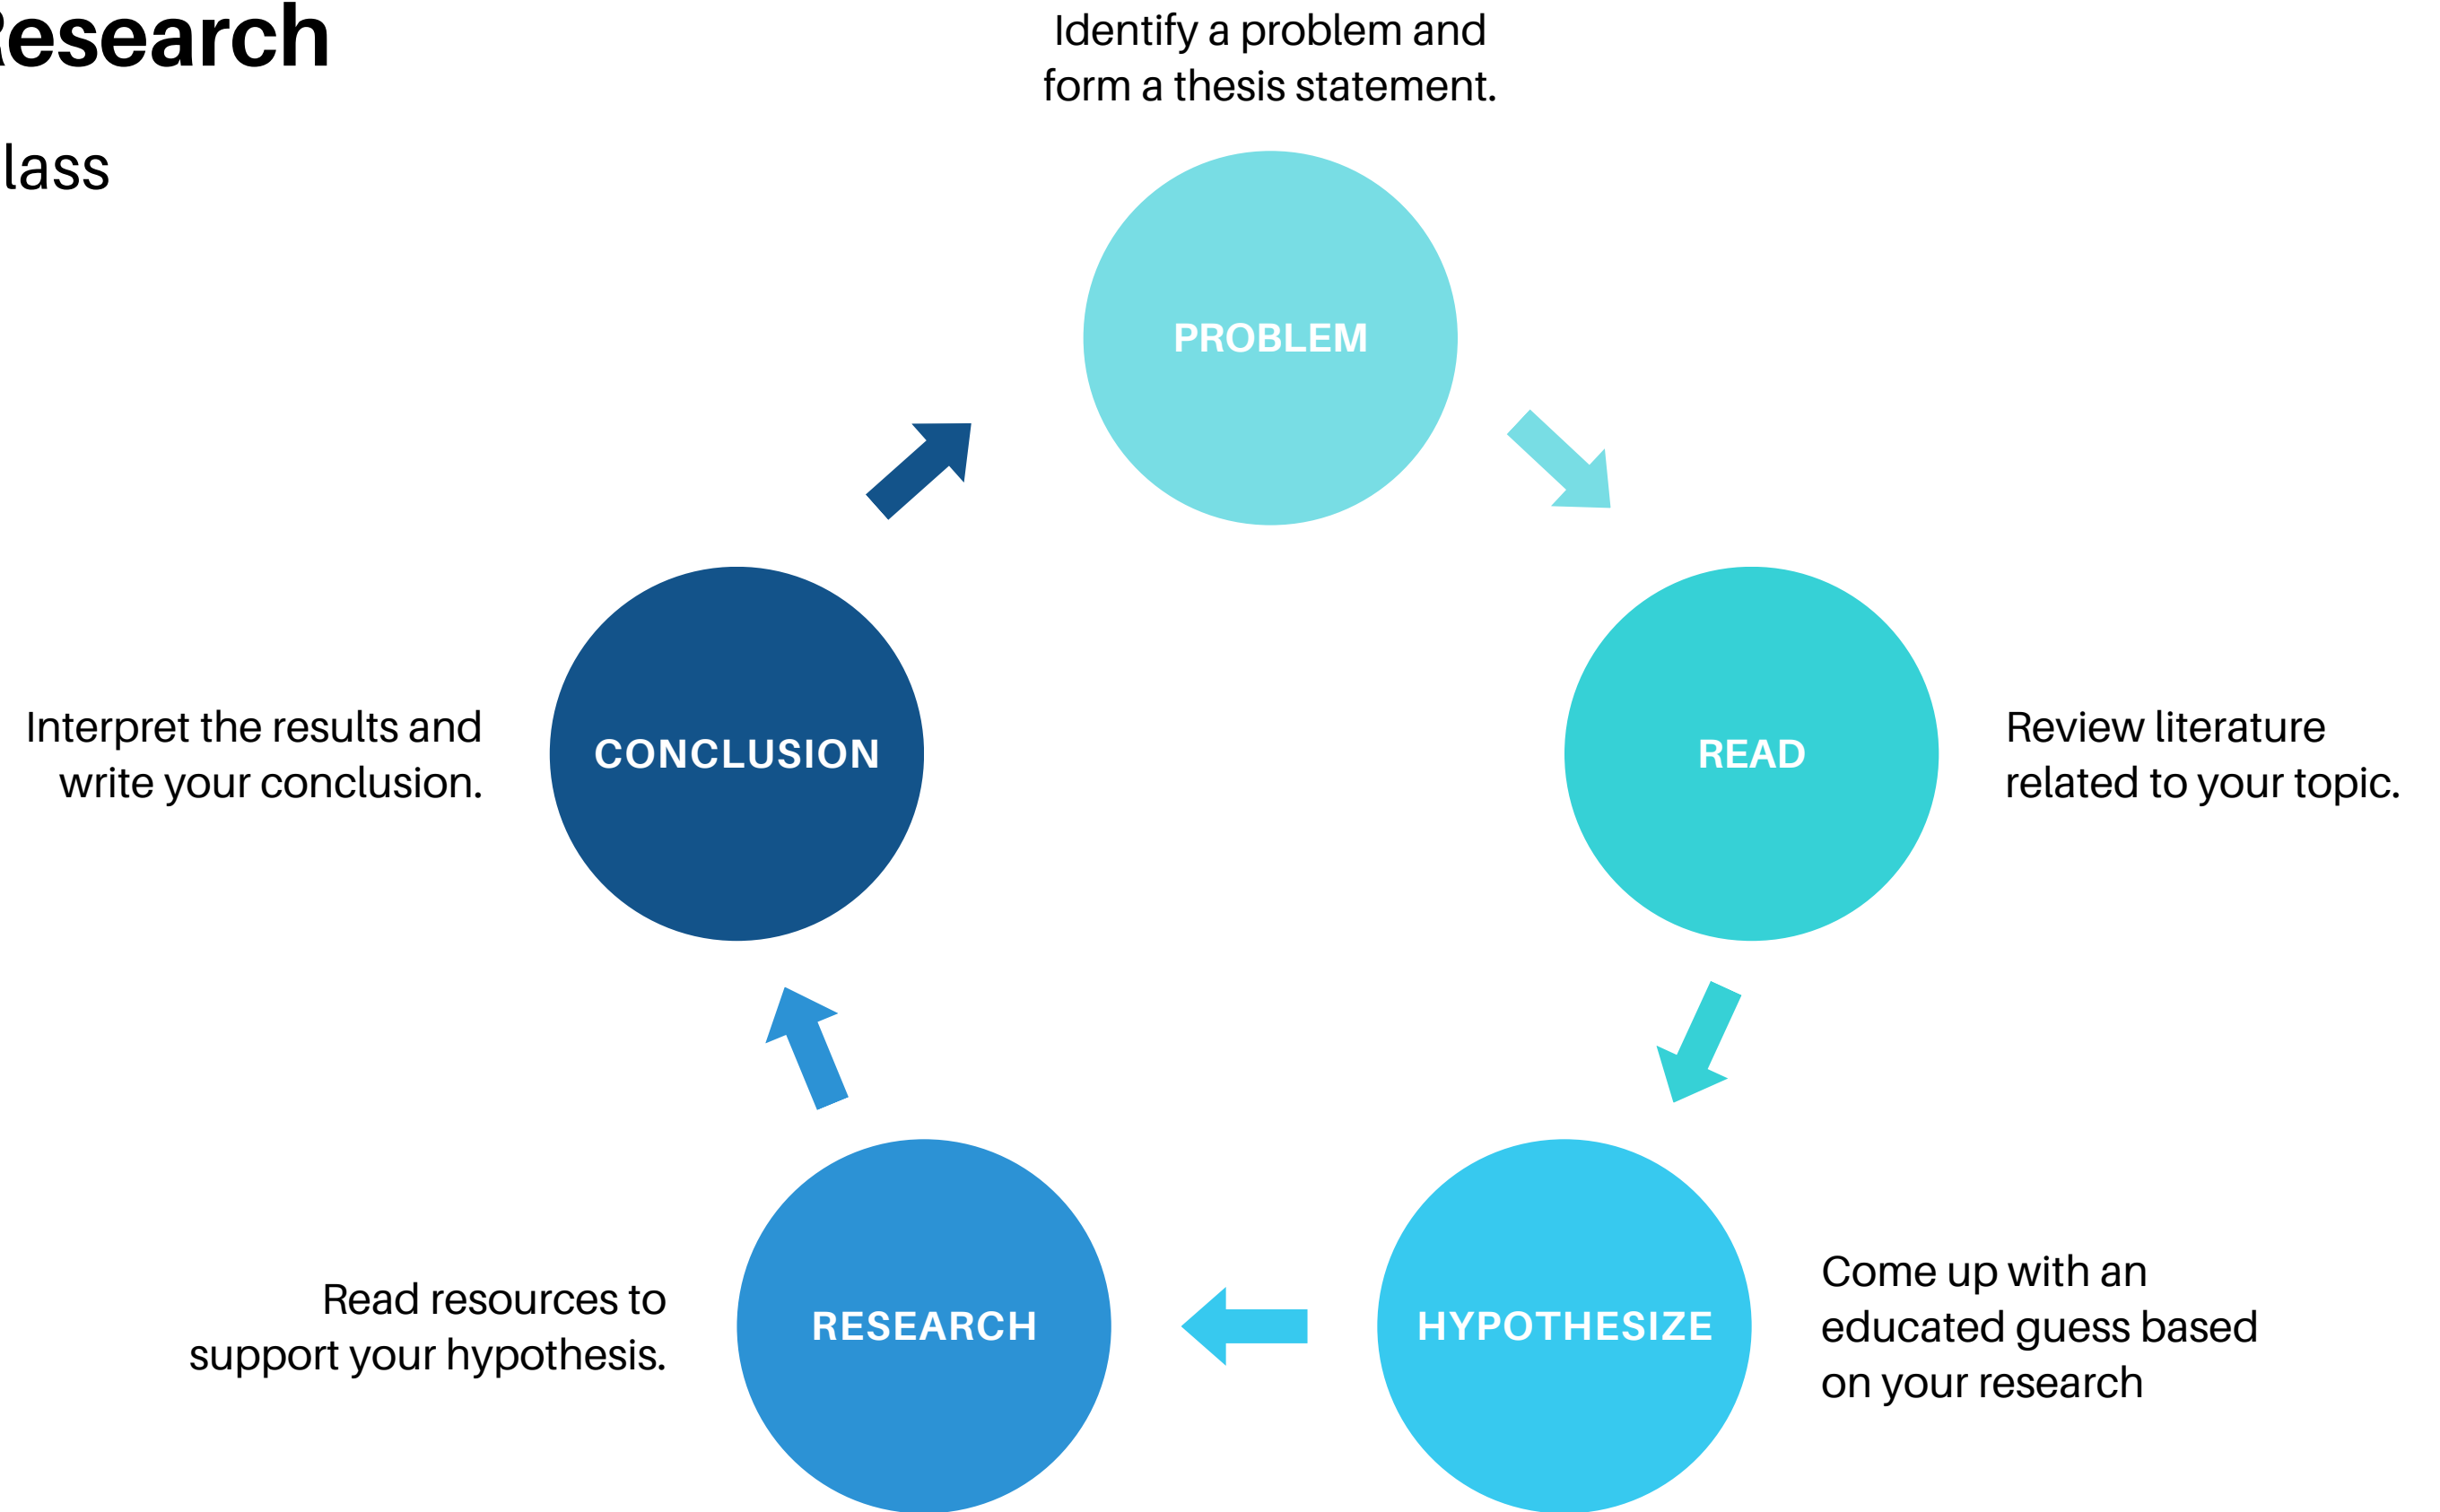 Research
lass
Identify a problem and
form a thesis statement.
PROBLEM
READ
Review literature
related to your topic.
HYPOTHESIZE
Come up with an
educated guess based
on your research
RESEARCH
Read resources to
support your hypothesis.
CONCLUSION
Interpret the results and
write your conclusion.